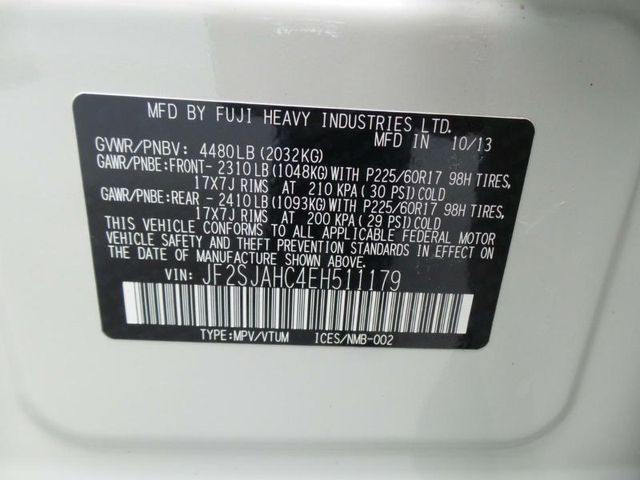 MFD BY FUJI HEAVY INDUSTRIES LTD.
MFD IN 10/13
GVWR/PNBV: 4480LB(2032KG)
GAWR/PNBE:FRONT-2310LB(1048KG)WITH P225/60R17 98H TIRES,
17X7J RIMS AT 210 KPA(30 PSI)COLD
GAWR/PNBE:REAR -2410LB(1093KG)WITH P225/60R17 98H TIRES,
17X7J RIMS AT 200 KPA(29 PSI)COLD
THIS VEHICLE CONFORMS TO ALL APPLICABLE FEDERAL MOTOR
VEHICLE SAFETY AND THEFT PREVENTION STANDARDS IN EFFECT ON
THE DATE OF MANUFACTURE SHOWN ABOVE.
VIN: JF2SJAHC4EH511179
TYPE:MPV/VTUM ICES/NMB-002